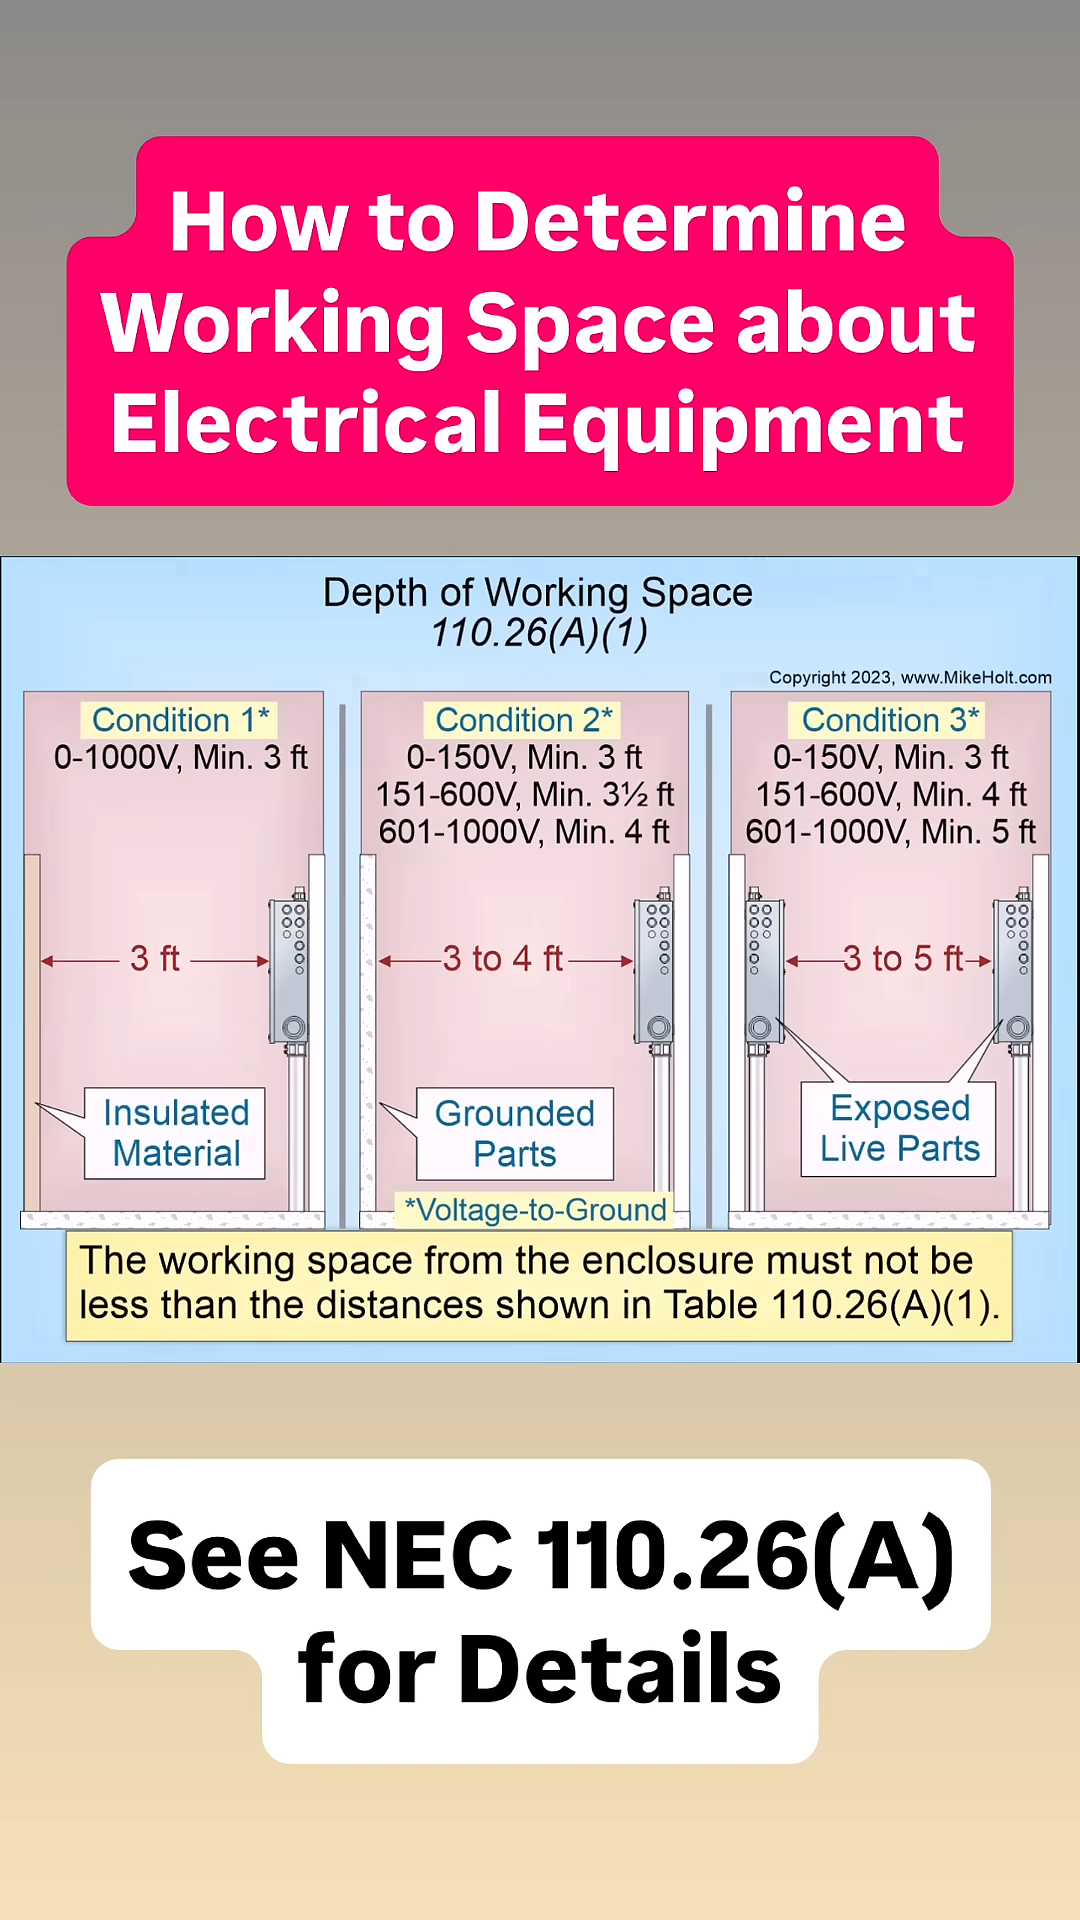 How to Determine
Working Space about
Electrical Equipment
Depth of Working Space
110.26(A)(1)
Copyright 2023, www.MikeHolt.com
Condition 1*
0-1000V, Min. 3 ft
3 ft
Insulated
Material
Condition 2*
0-150V, Min. 3 ft
151-600V, Min. 3½ ft
601-1000V, Min. 4 ft
3 to 4 ft
Grounded
Parts
*Voltage-to-Ground
Condition 3*
0-150V, Min. 3 ft
151-600V, Min. 4 ft
601-1000V, Min. 5 ft
3 to 5 ft
Exposed
Live Parts
The working space from the enclosure must not be
less than the distances shown in Table 110.26(A)(1).
See NEC 110.26(A)
for Details